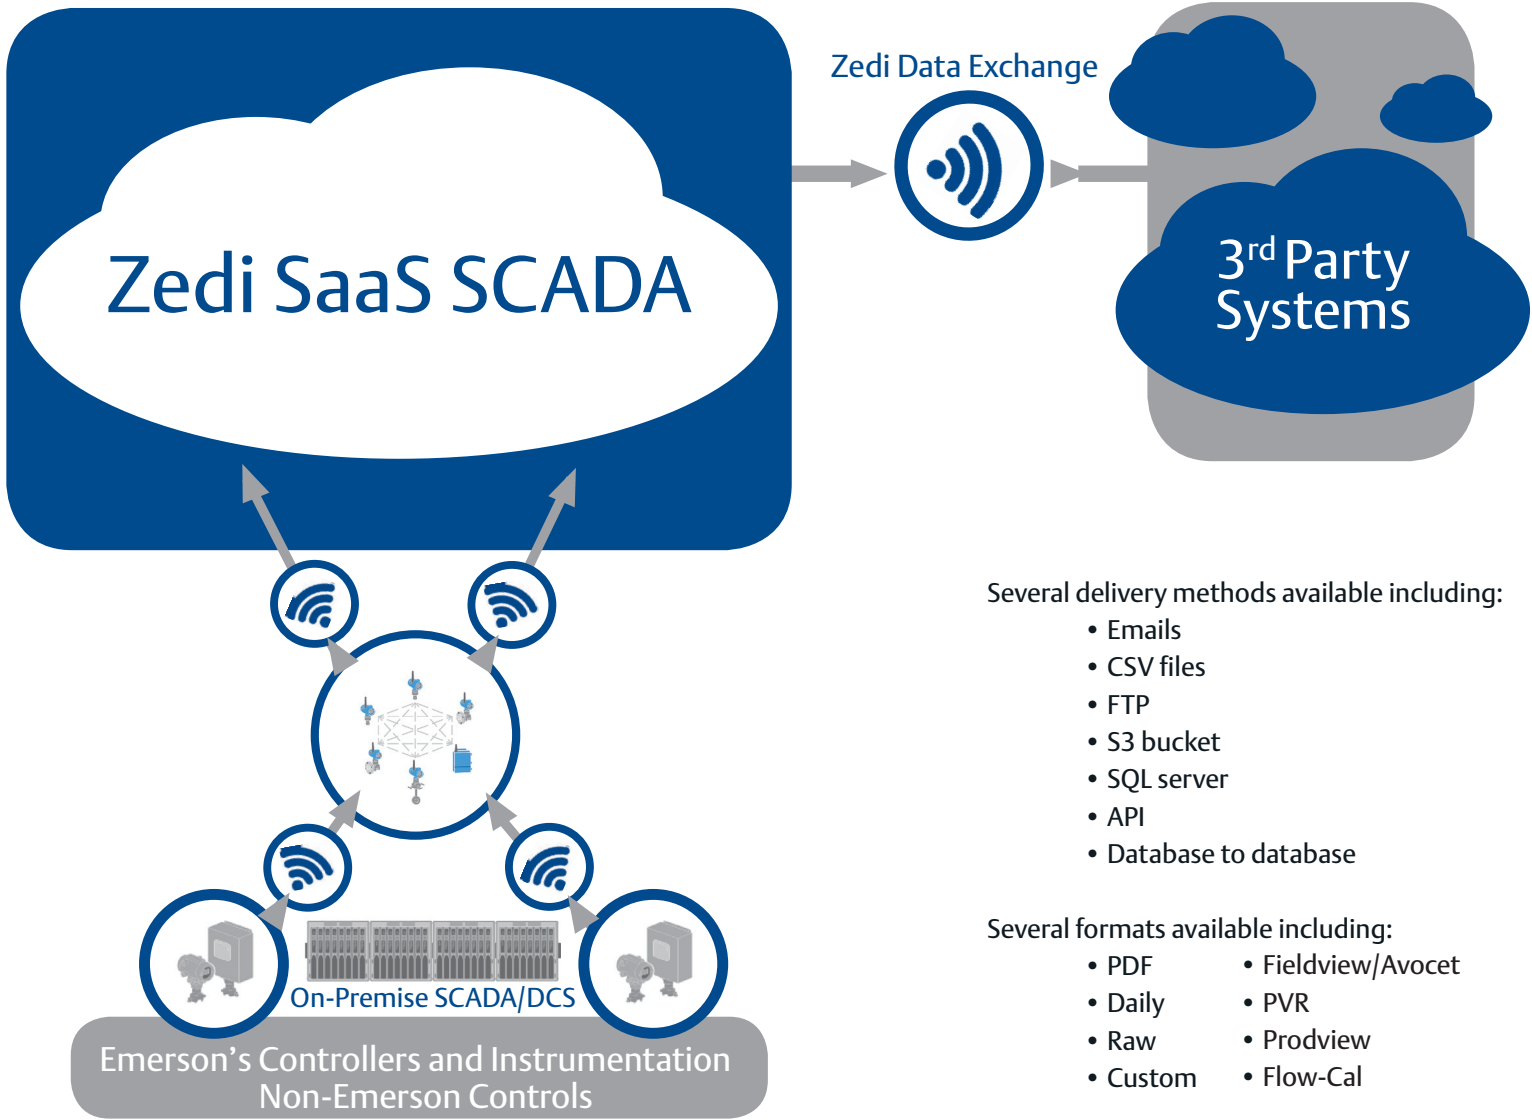 Zedi Data Exchange
Zedi SaaS SCADA
3rd Party
Systems
Several delivery methods available including:
• Emails
• CSV files
• FTP
• S3 bucket
• SQL server
• API
• Database to database
Several formats available including:
• PDF
• Daily
• Raw
• Custom
• Fieldview/Avocet
• PVR
• Prodview
• Flow-Cal
On-Premise SCADA/DCS
Emerson’s Controllers and Instrumentation
Non-Emerson Controls